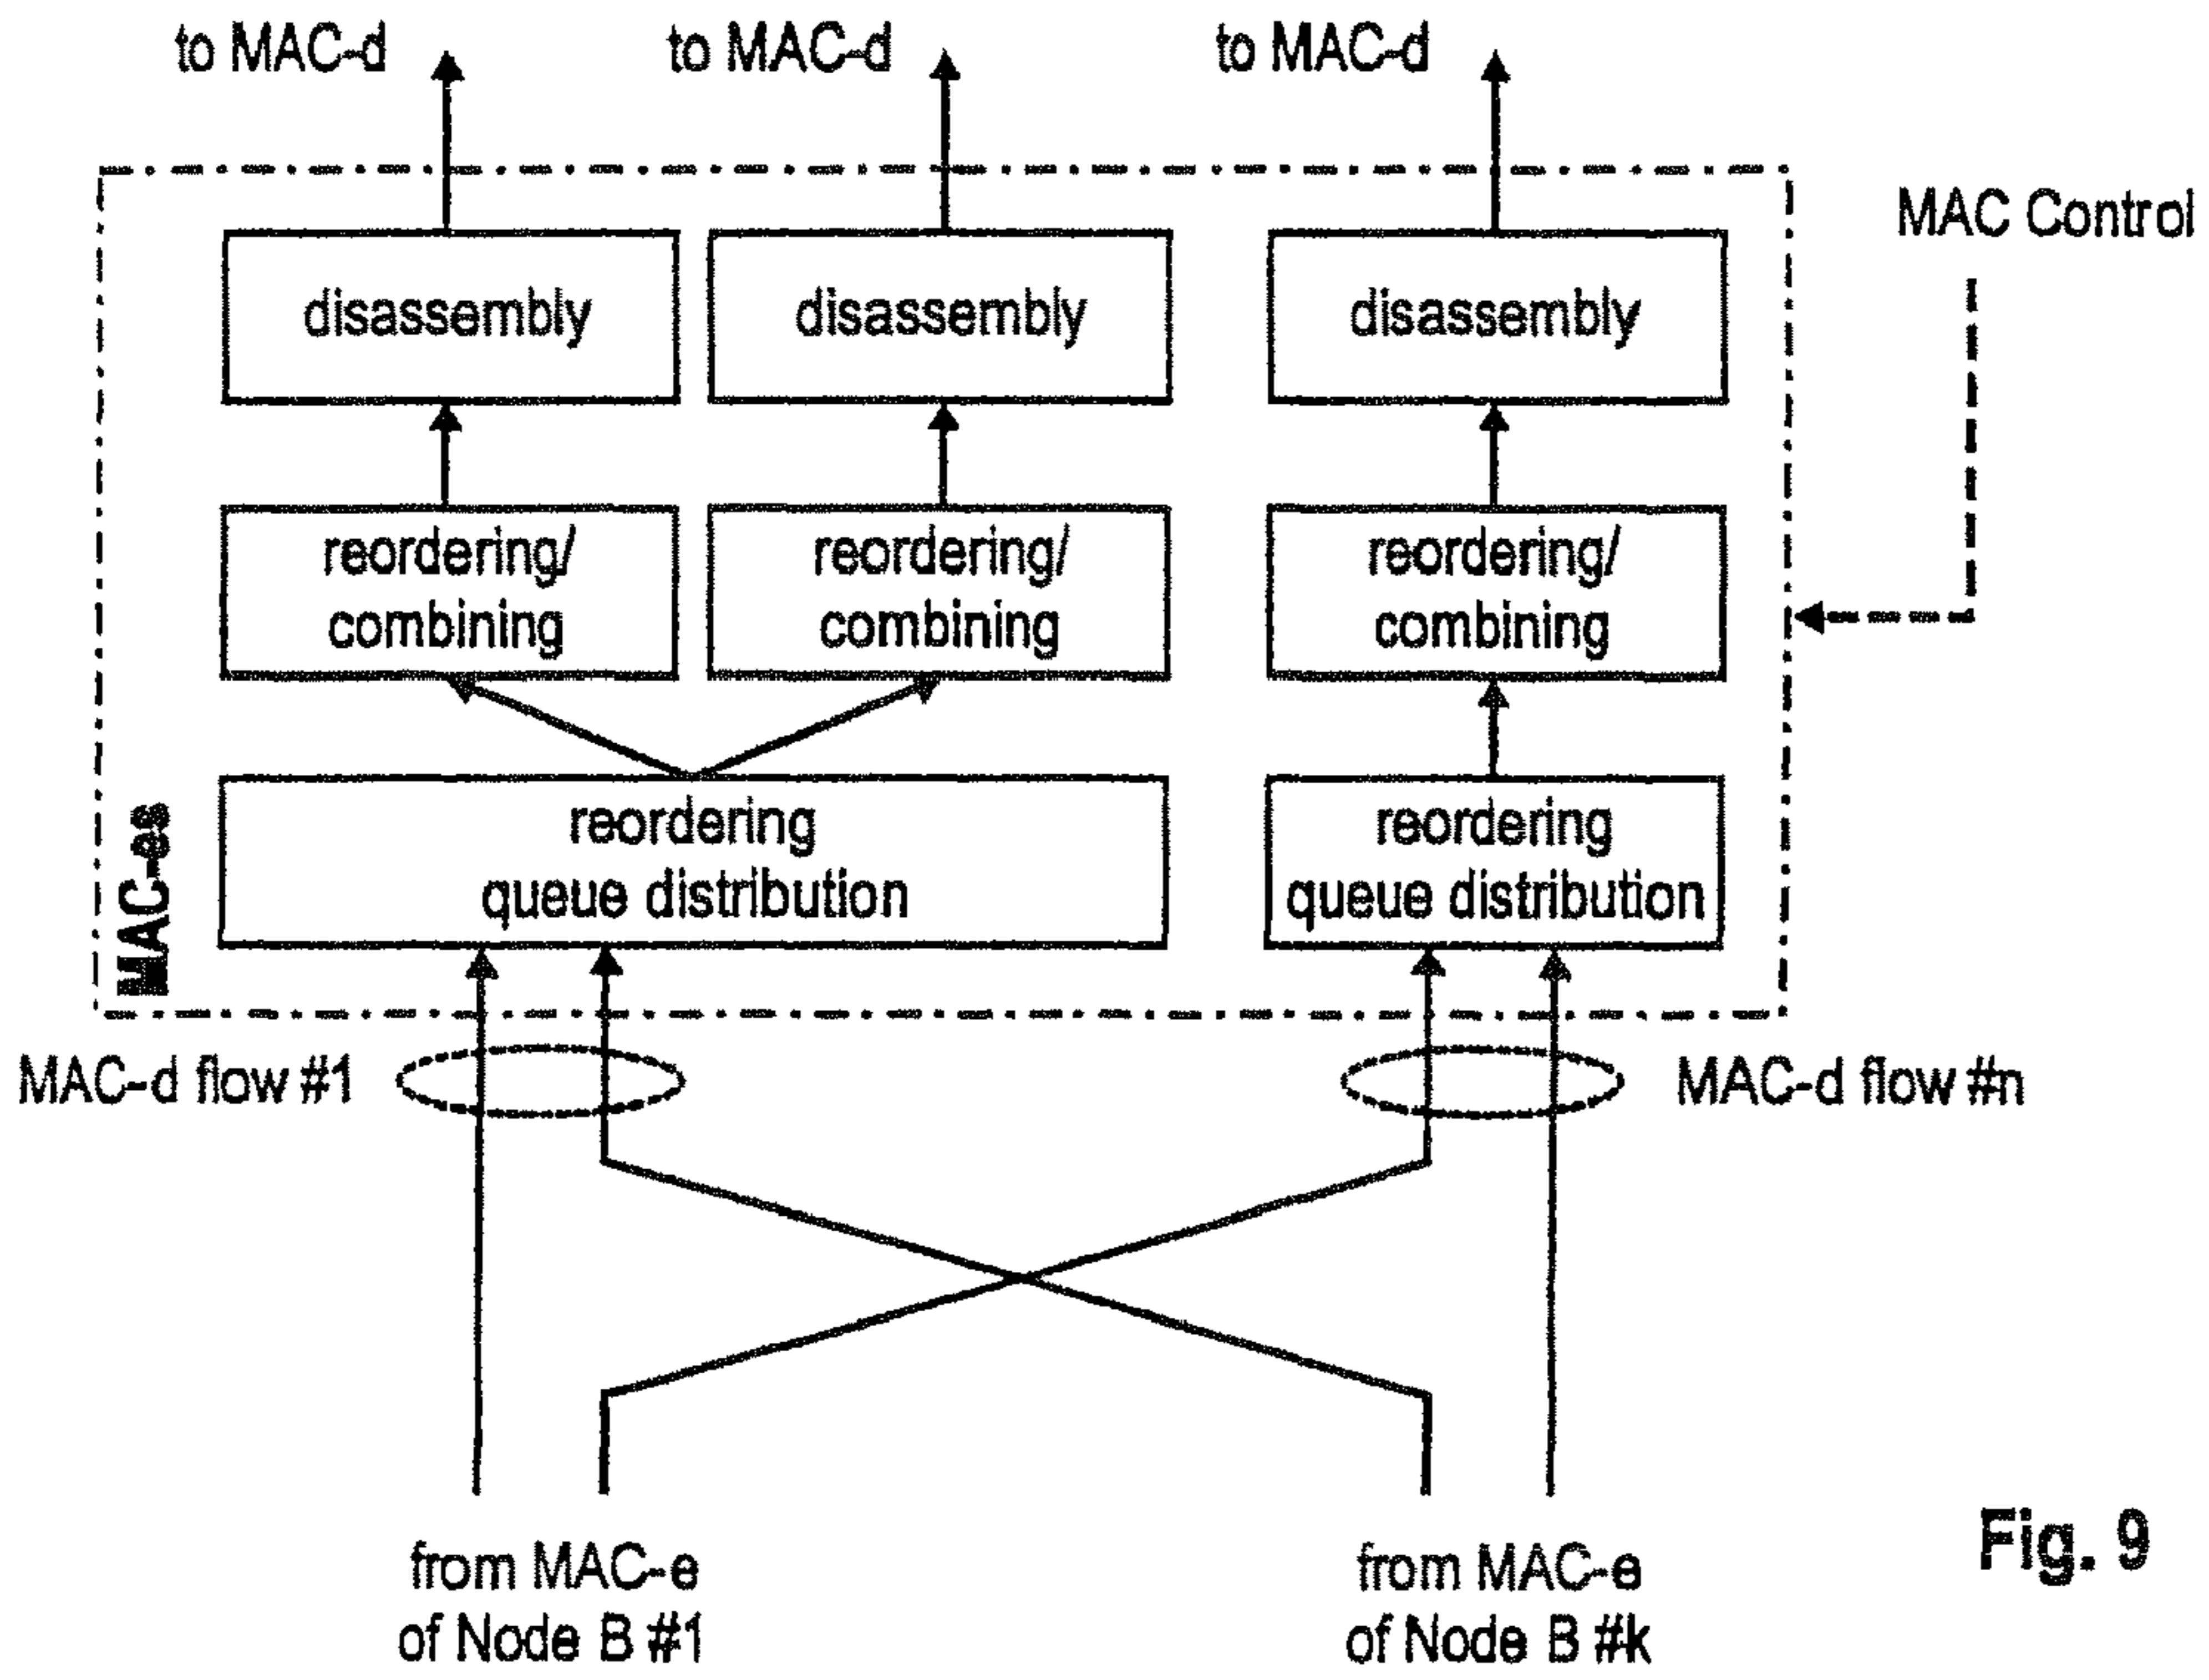 to MAC-d
to MAC-d
to MAC-d
MAC Control
disassembly
disassembly
disassembly
reordering/
combining
reordering/
combining
reordering/
combining
reordering
queue distribution
reordering
queue distribution
MAC-es
MAC-d flow #1
MAC-d flow #n
from MAC-e
of Node B #1
from MAC-e
of Node B #k
Fig. 9